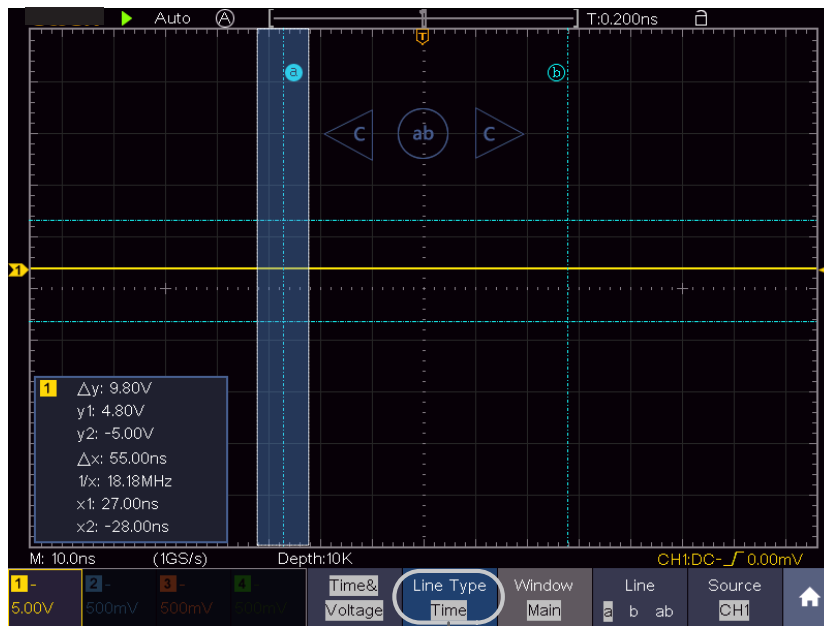 Auto A T:0.200ns
T
a b
C ab C
1
1 △y: 9.80V
y1: 4.80V
y2: -5.00V
△x: 55.00ns
1/x: 18.18MHz
x1: 27.00ns
x2: -28.00ns
M: 10.0ns (1GS/s) Depth:10K CH1:DC- 0.00mV
1 - 2 - 3 - 4 - Time& Line Type Window Line Source
5.00V 500mV 500mV 500mV Voltage Time Main a b ab CH1